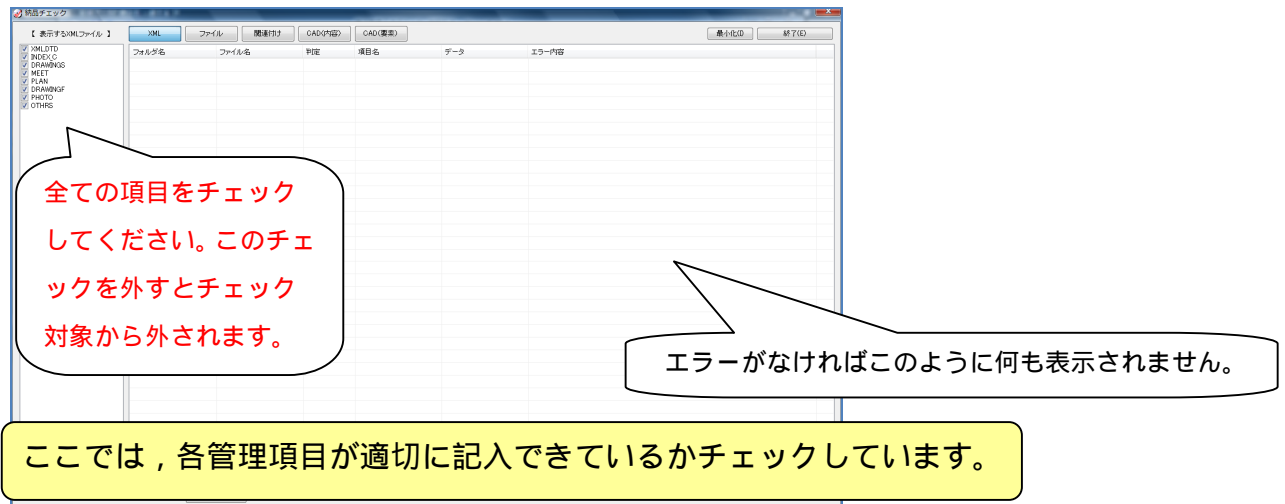 納品チェック
【 表示するXMLファイル 】
XML ファイル 関連付け CAD(内容) CAD(要素) 最小化(I) 終了(E)
XMLDTD
INDEX_C
DRAWINGS
MEET
PLAN
DRAWINGF
PHOTO
OTHRS
フォルダ名 ファイル名 判定 項目名 データ エラー内容
全ての項目をチェック
してください。このチェ
ックを外すとチェック
対象から外されます。
エラーがなければこのように何も表示されません。
ここでは，各管理項目が適切に記入できているかチェックしています。